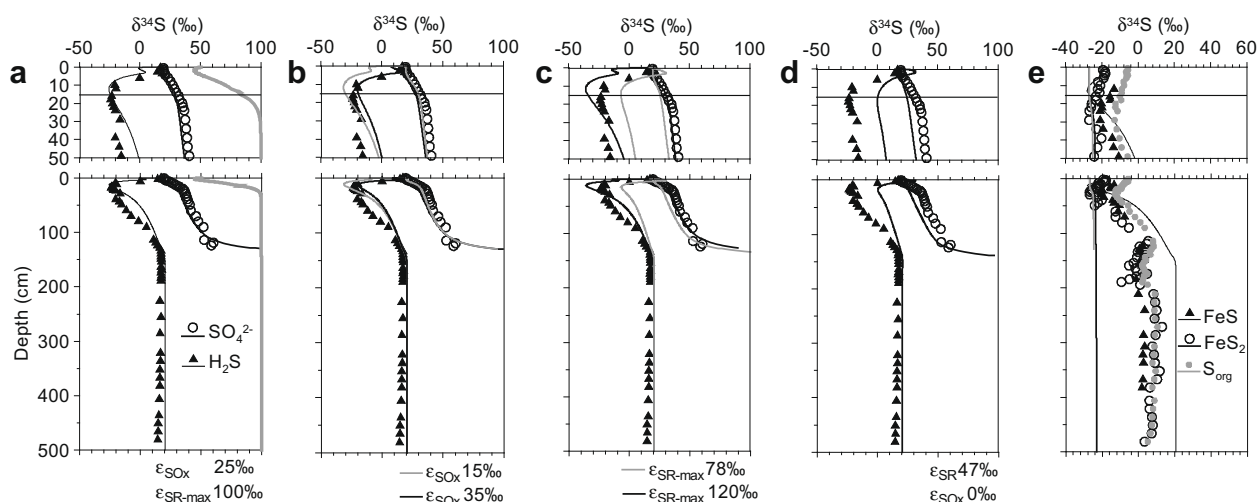 δ³⁴S (‰) δ³⁴S (‰) δ³⁴S (‰) δ³⁴S (‰) δ³⁴S (‰)
-50 0 50 100 -50 0 50 100 -50 0 50 100 -50 0 50 100 -40 -20 0 20 40 60
a b c d e
0
10
20
30
40
50
0
100
200
300
400
500
Depth (cm)
SO₄²⁻
H₂S
FeS
FeS₂
S_org
ε_SOx 25‰
ε_SR-max 100‰
ε_SOx 15‰
ε_SOx 35‰
ε_SR-max 78‰
ε_SR-max 120‰
ε_SR 47‰
ε_SOx 0‰